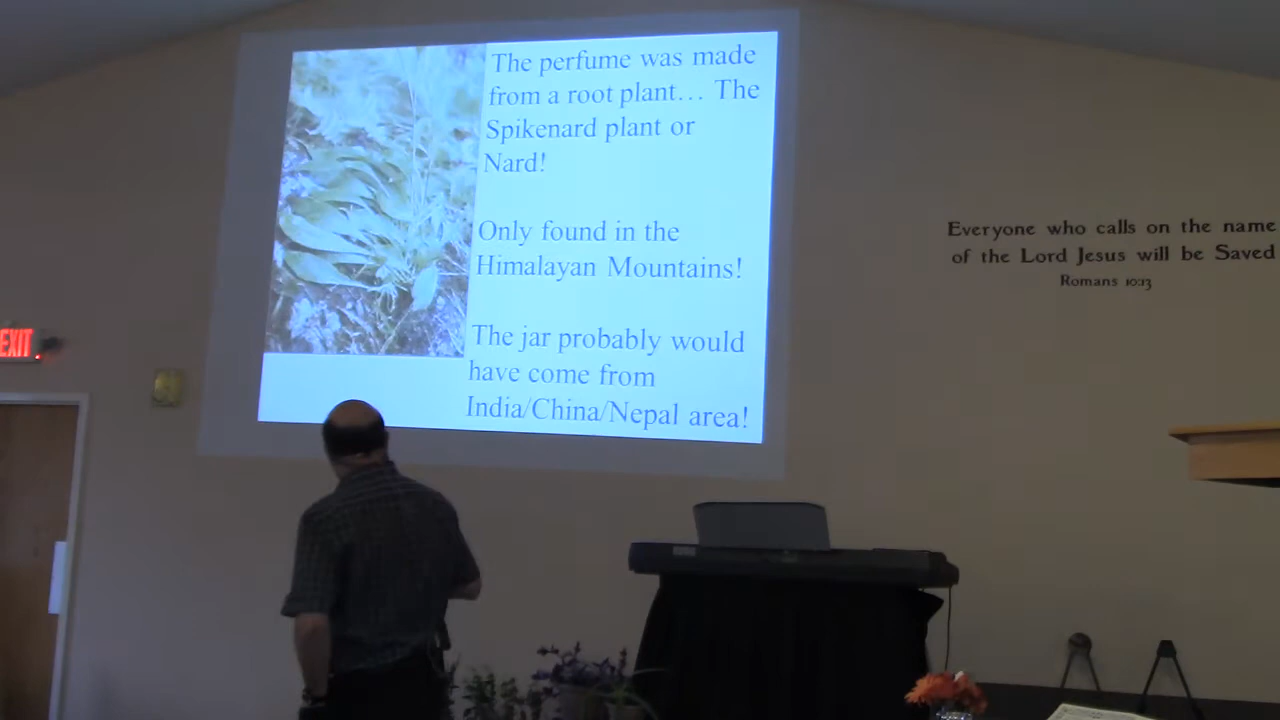 The perfume was made
from a root plant… The
Spikenard plant or
Nard!
Only found in the
Himalayan Mountains!
The jar probably would
have come from
India/China/Nepal area!
Everyone who calls on the name
of the Lord Jesus will be Saved
Romans 10:13
EXIT